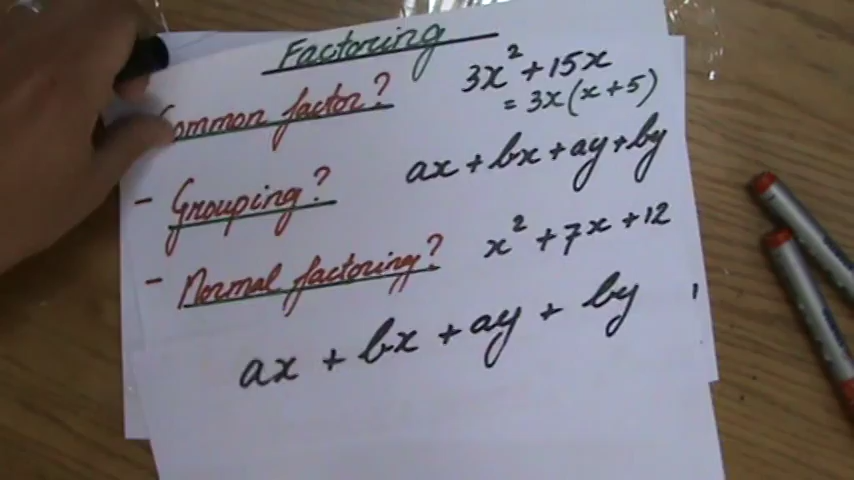 Factoring
Common factor? 3x² + 15x
= 3x(x + 5)
- Grouping? ax + bx + ay + by
- Normal factoring? x² + 7x + 12
ax + bx + ay + by